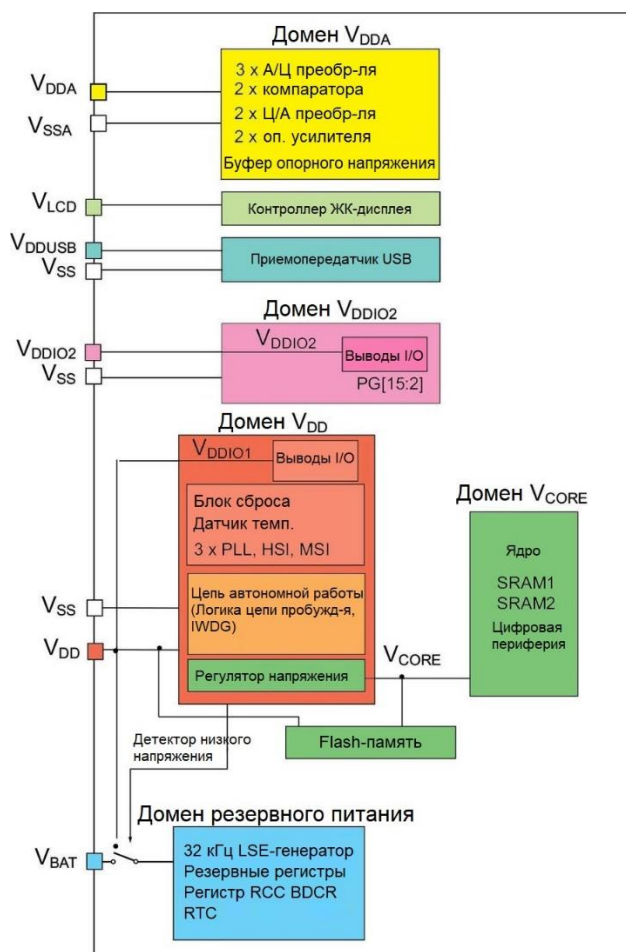 Домен VDDA
VDDA
3 x А/Ц преобр-ля
2 x компаратора
2 x Ц/А преобр-ля
2 x оп. усилителя
Буфер опорного напряжения
VSSA
VLCD
Контроллер ЖК-дисплея
VDDUSB
VSS
Приемопередатчик USB
Домен VDDIO2
VDDIO2
VDDIO2
Выводы I/O
VSS
PG[15:2]
Домен VDD
VDDIO1
Выводы I/O
Блок сброса
Датчик темп.
3 x PLL, HSI, MSI
Цепь автономной работы
(Логика цепи пробужд-я,
IWDG)
VSS
VDD
Регулятор напряжения
VCORE
Домен VCORE
Ядро
SRAM1
SRAM2
Цифровая
периферия
Flash-память
Детектор низкого
напряжения
Домен резервного питания
VBAT
32 кГц LSE-генератор
Резервные регистры
Регистр RCC BDCR
RTC